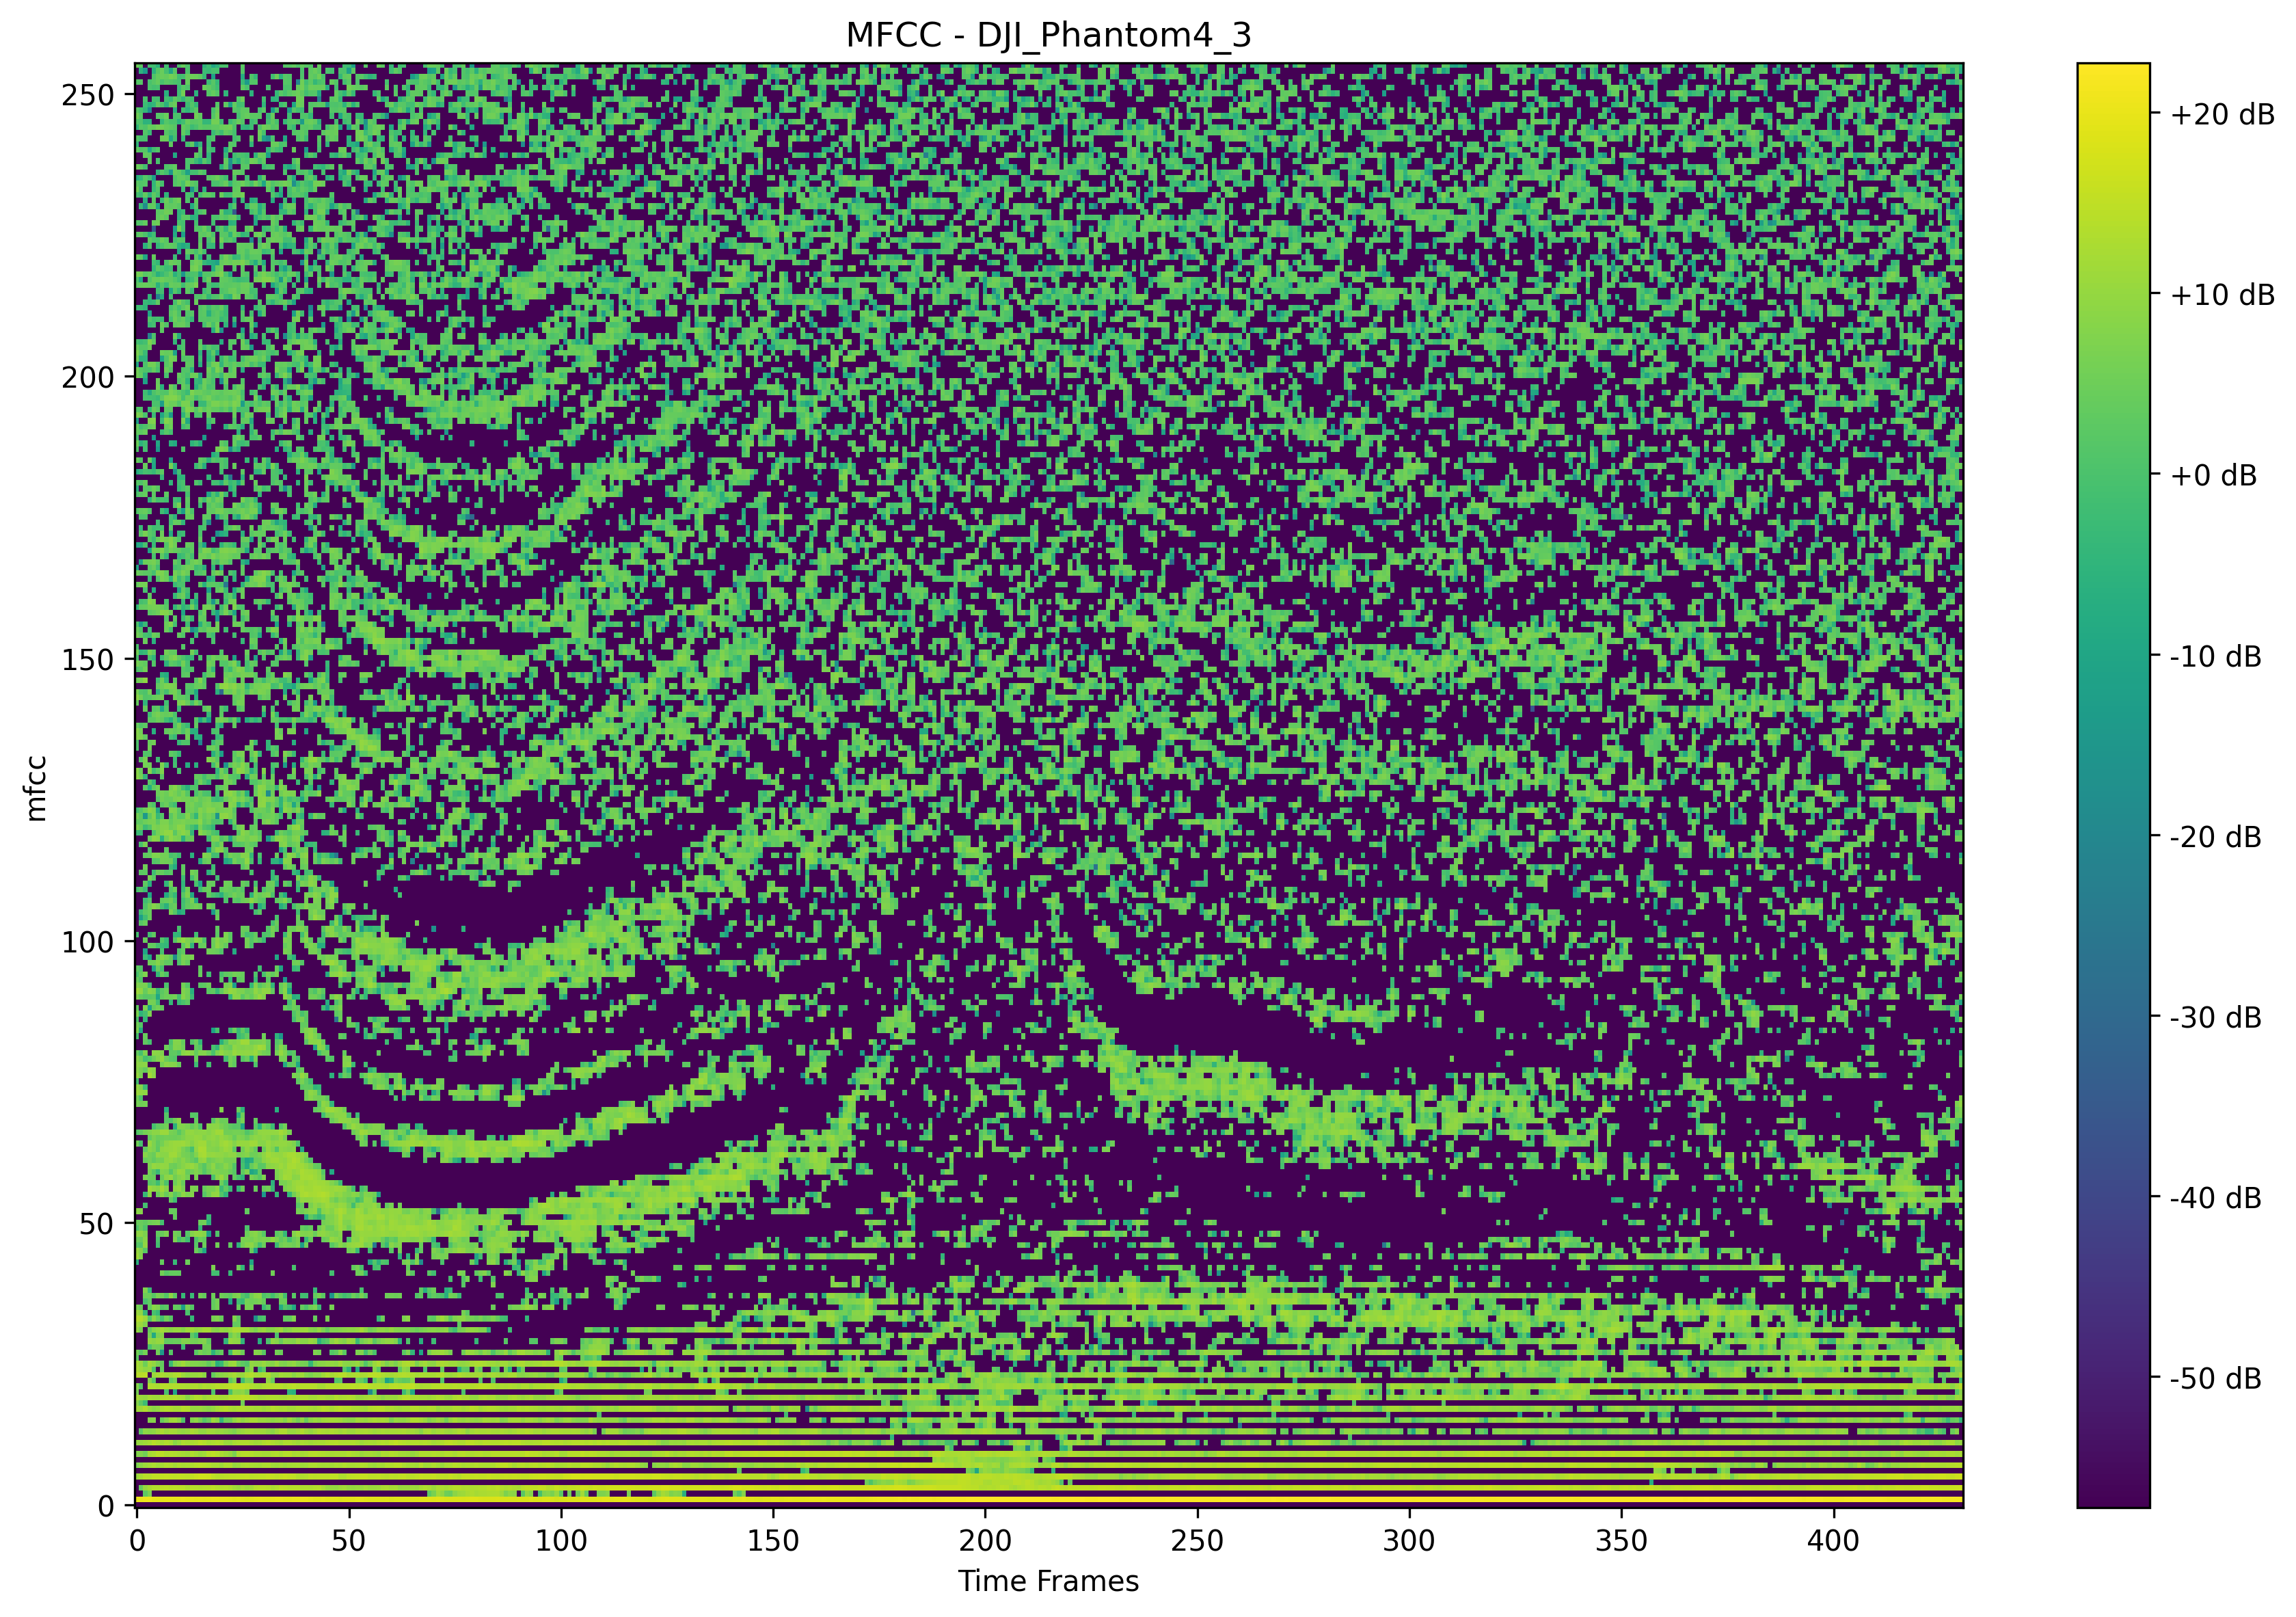 MFCC - DJI_Phantom4_3
mfcc
250
200
150
100
50
0
0 50 100 150 200 250 300 350 400
Time Frames
+20 dB
+10 dB
+0 dB
-10 dB
-20 dB
-30 dB
-40 dB
-50 dB